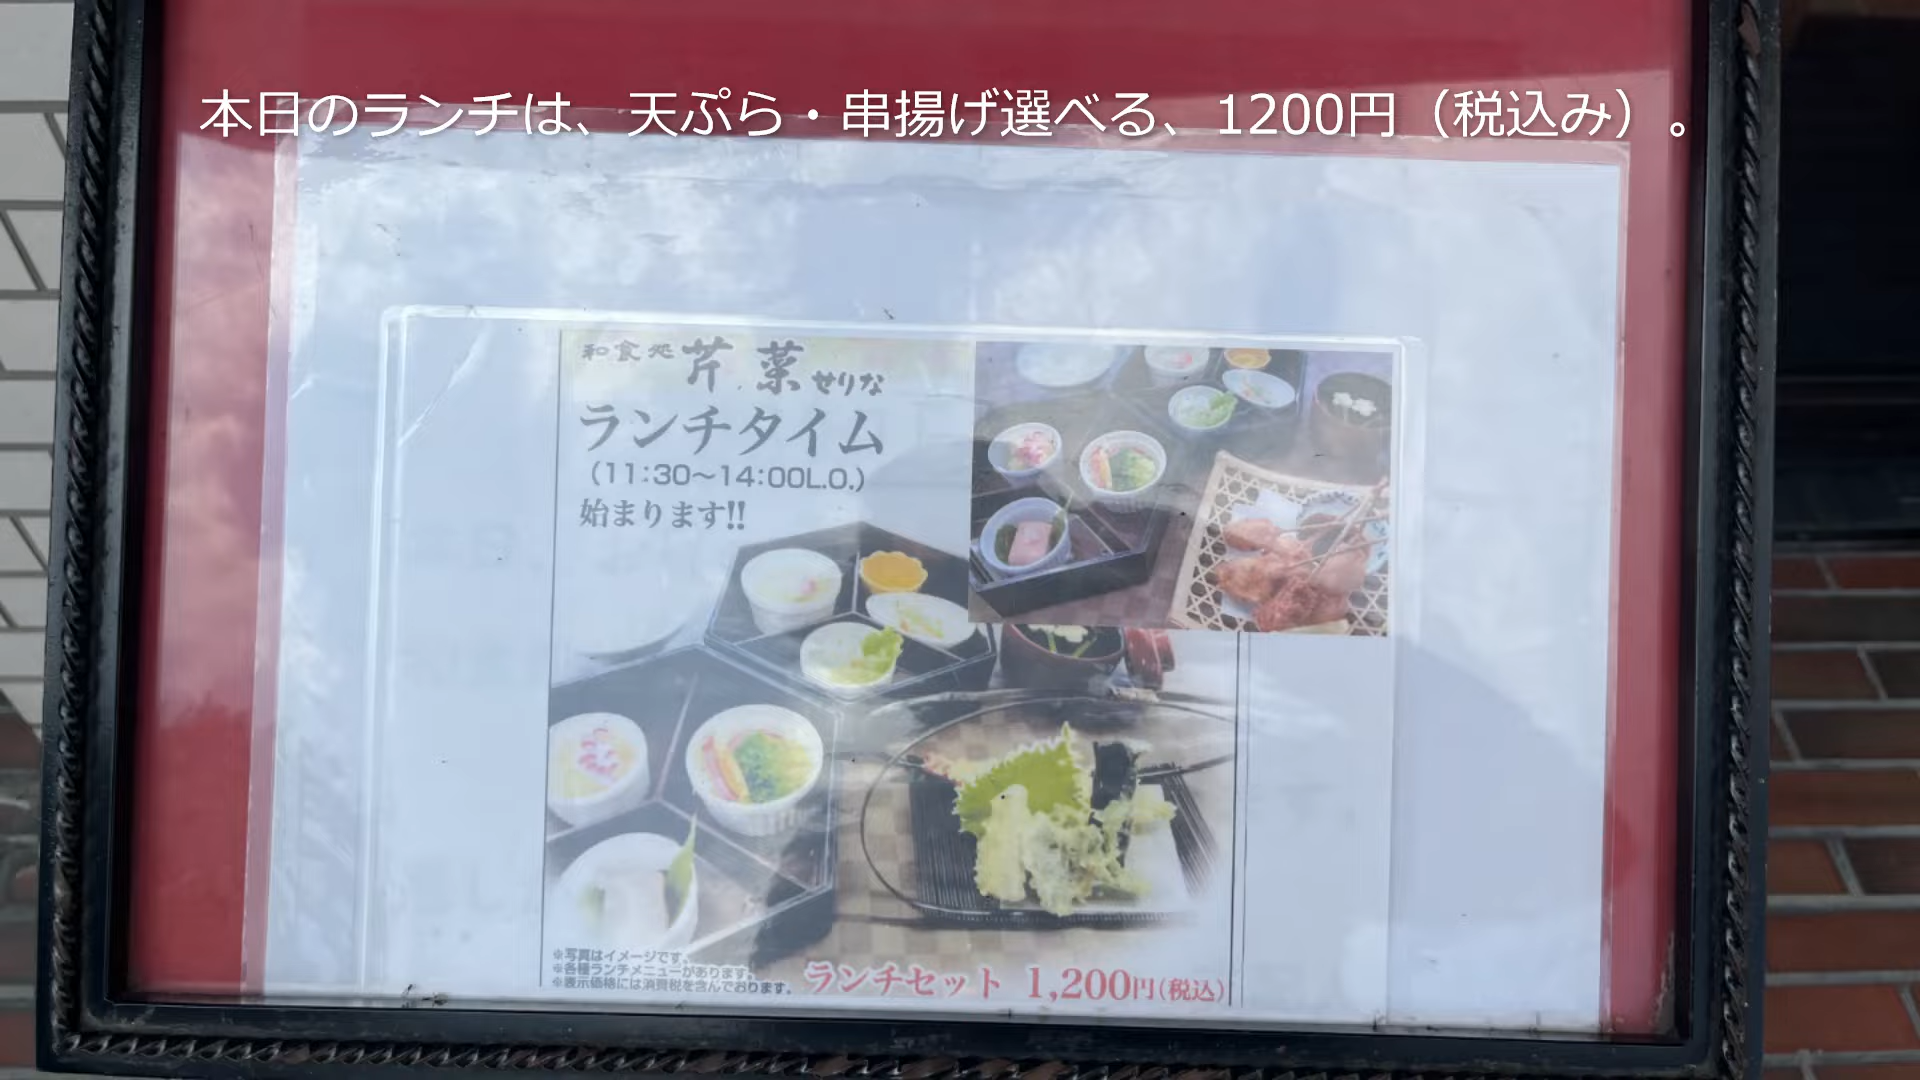 本日のランチは、天ぷら・串揚げ選べる、1200円（税込み）。
和食処 芹菜 せりな
ランチタイム
（11:30～14:00L.O.）
始まります!!
※写真はイメージです。
※各種ランチメニューがあります。
※表示価格には消費税を含んでおります。
ランチセット 1,200円（税込）